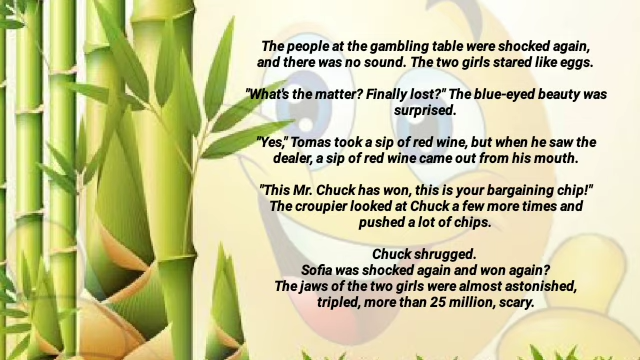 The people at the gambling table were shocked again,
and there was no sound. The two girls stared like eggs.
"What's the matter? Finally lost?" The blue-eyed beauty was
surprised.
"Yes," Tomas took a sip of red wine, but when he saw the
dealer, a sip of red wine came out from his mouth.
"This Mr. Chuck has won, this is your bargaining chip!"
The croupier looked at Chuck a few more times and
pushed a lot of chips.
Chuck shrugged.
Sofia was shocked again and won again?
The jaws of the two girls were almost astonished,
tripled, more than 25 million, scary.